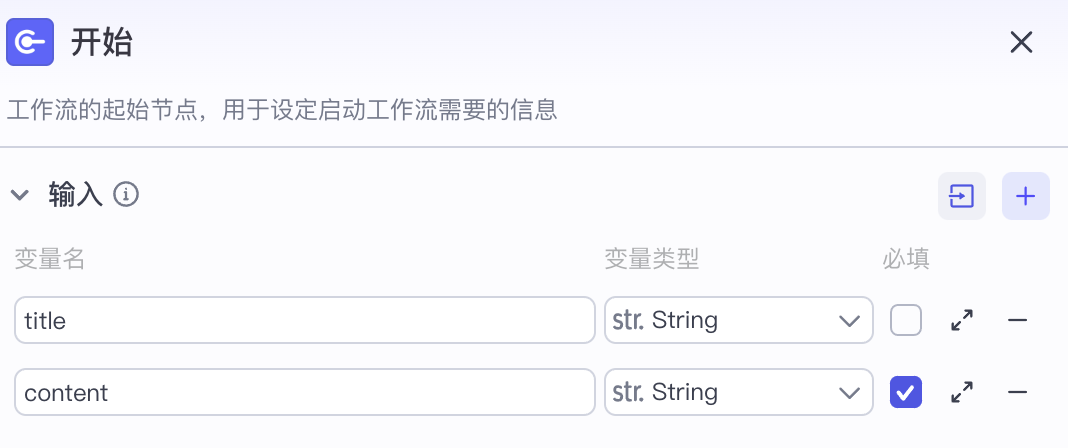 开始
工作流的起始节点，用于设定启动工作流需要的信息
输入
变量名 变量类型 必填
title str. String
content str. String